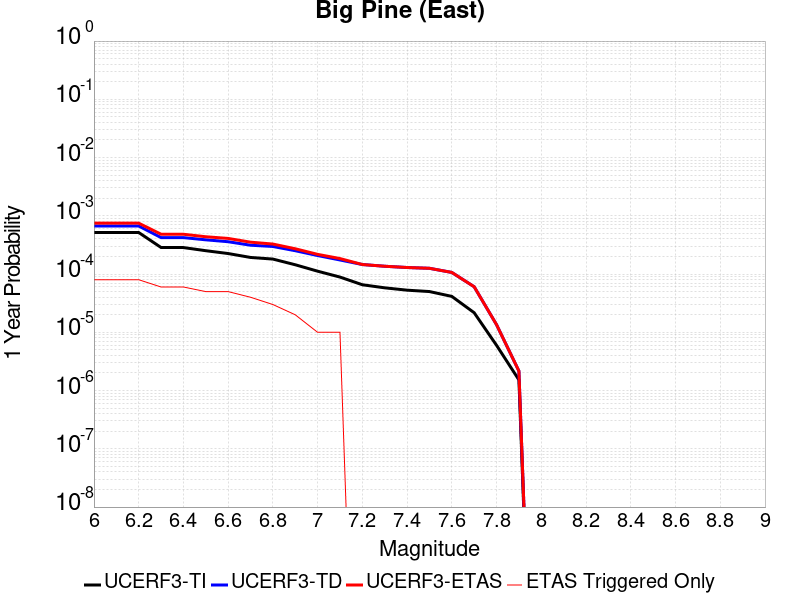 Big Pine (East)
10 0
10 -1
10 -2
10 -3
10 -4
10 -5
10 -6
10 -7
10 -8
1 Year Probability
6 6.2 6.4 6.6 6.8 7 7.2 7.4 7.6 7.8 8 8.2 8.4 8.6 8.8 9
Magnitude
UCERF3-TI UCERF3-TD UCERF3-ETAS ETAS Triggered Only